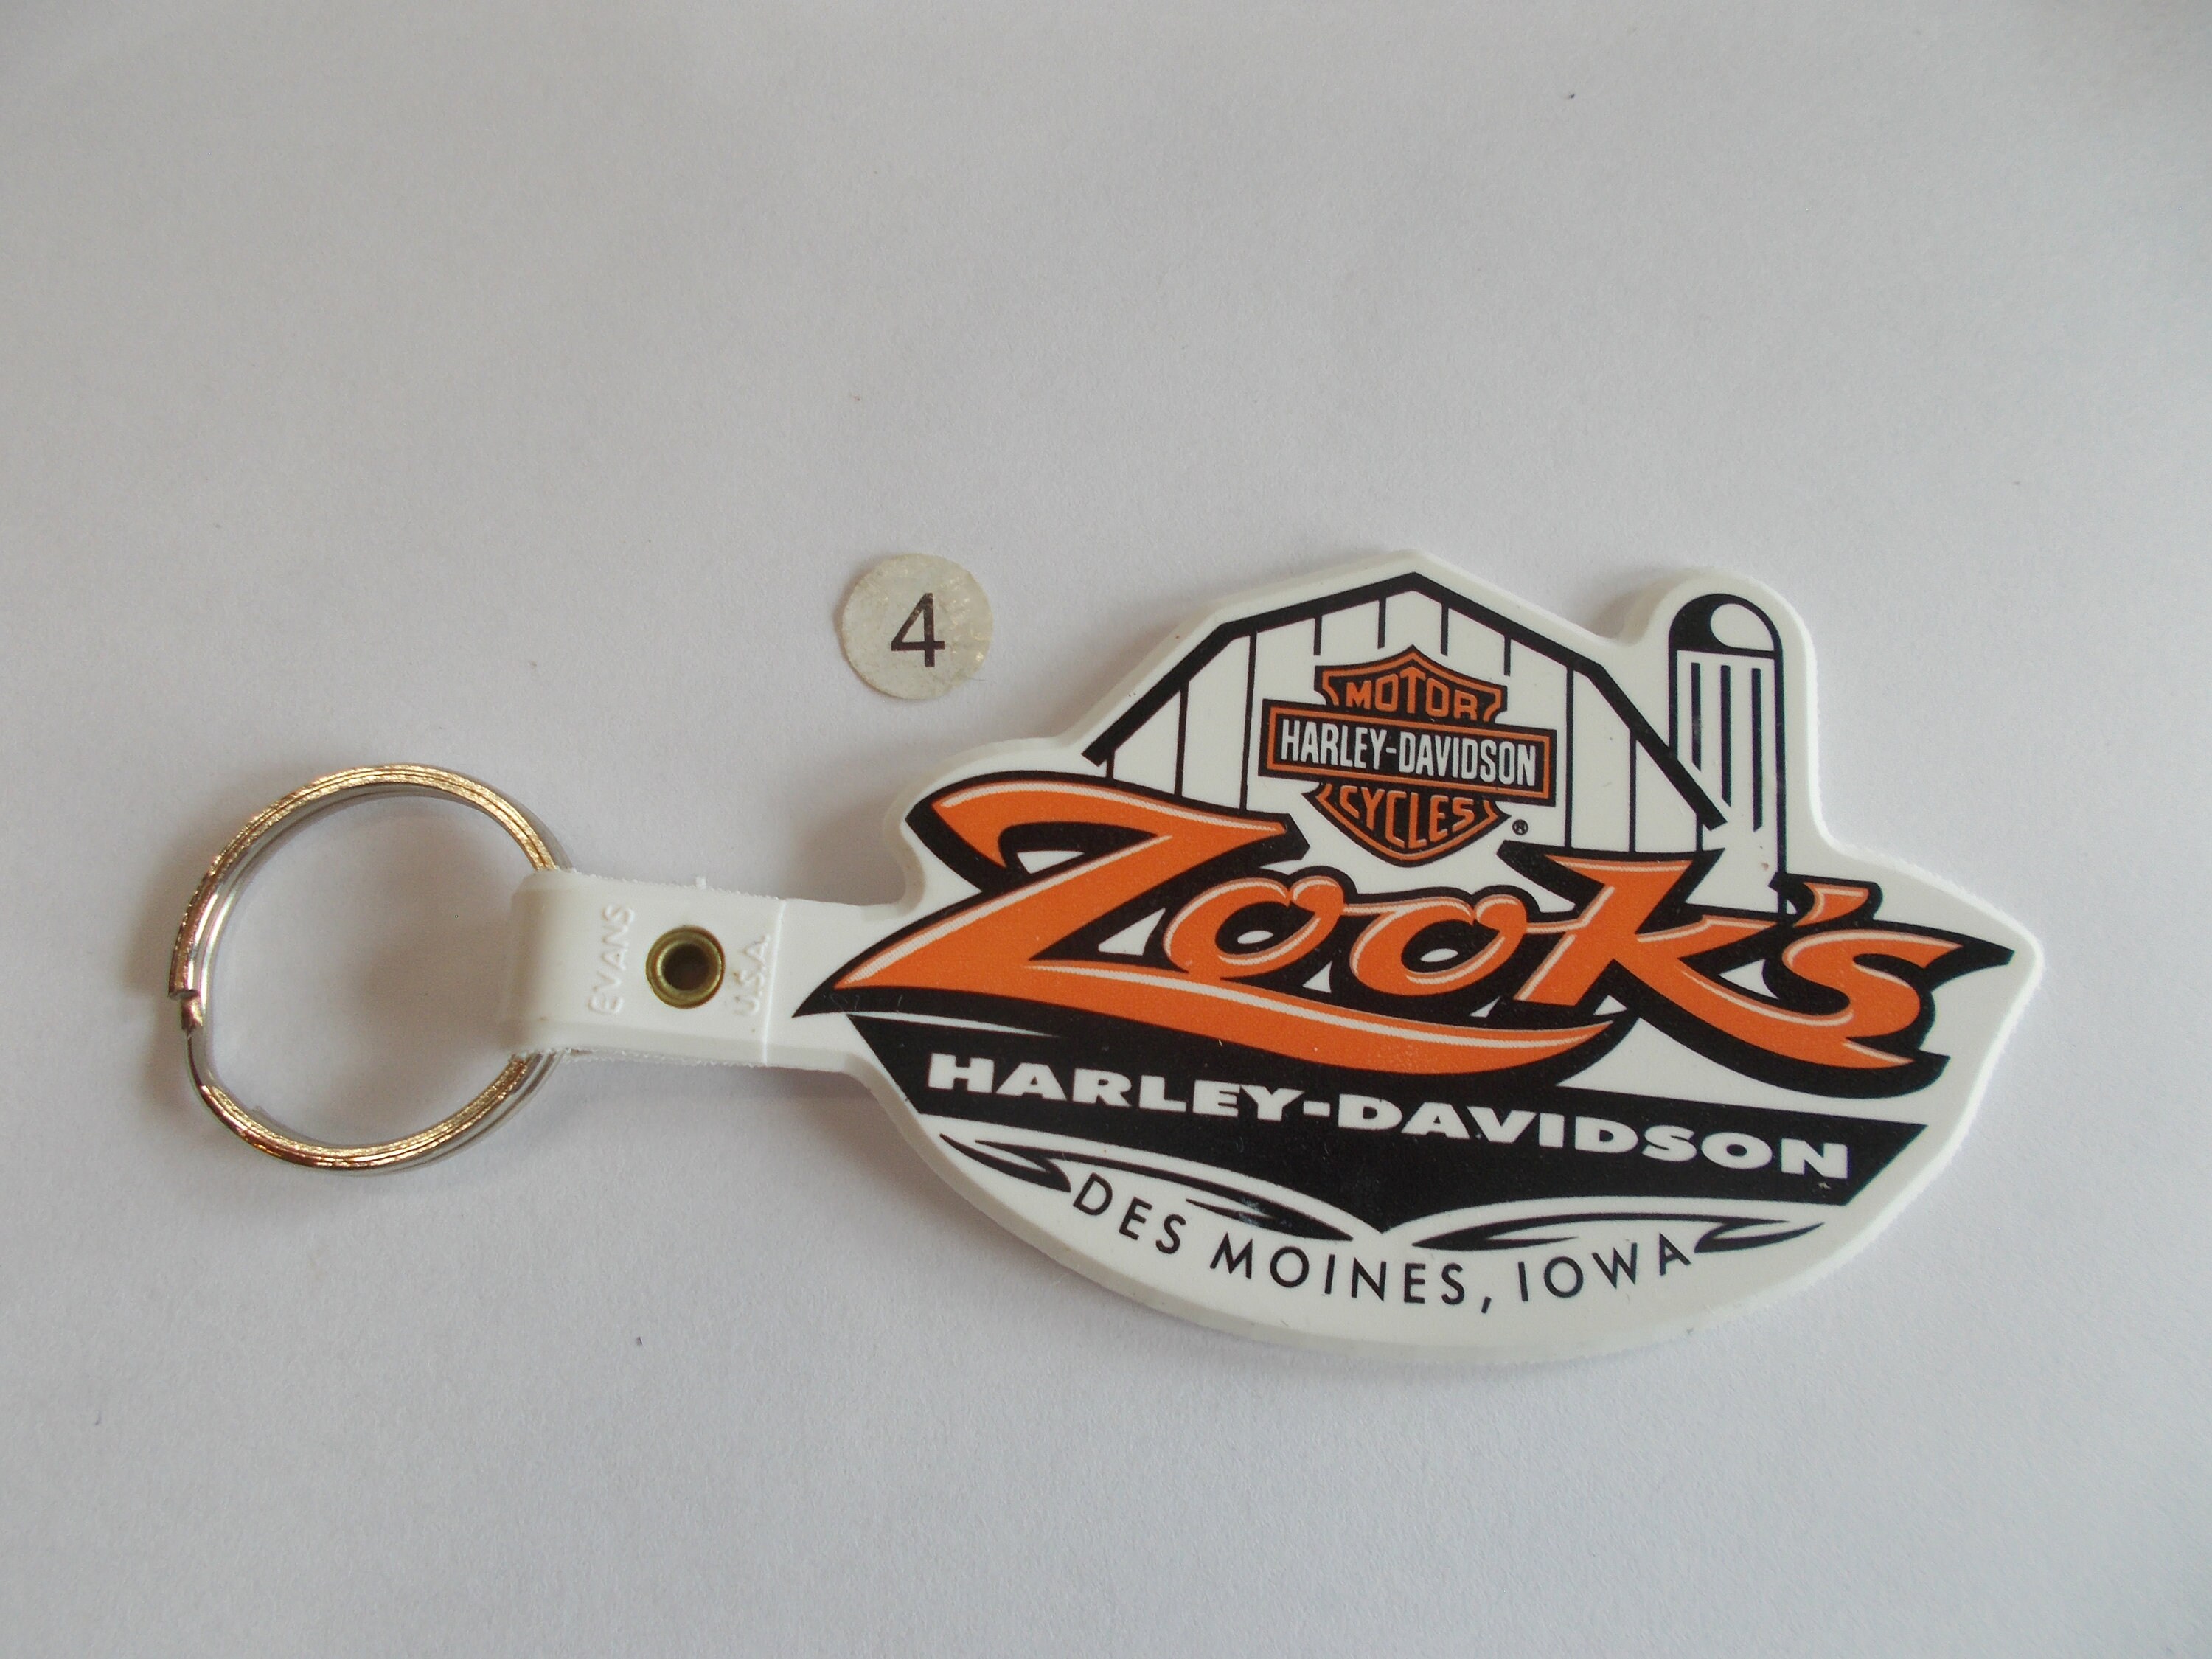 4
MOTOR
HARLEY-DAVIDSON
CYCLES
®
Zook's
HARLEY-DAVIDSON
DES MOINES, IOWA
EVANS
U.S.A.